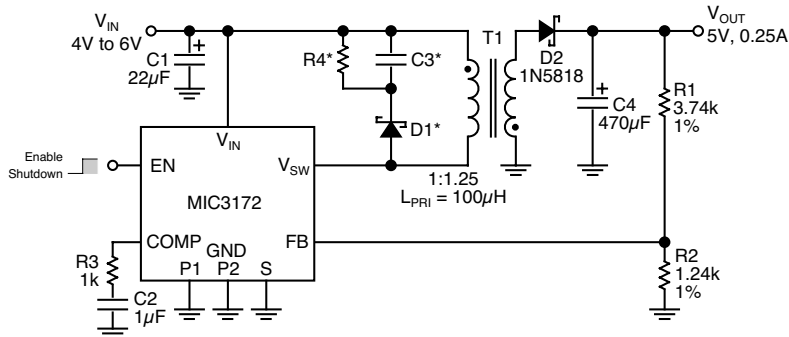 VIN
4V to 6V
C1
22µF
R4*
C3*
D1*
T1
1:1.25
LPRI = 100µH
D2
1N5818
VOUT
5V, 0.25A
C4
470µF
R1
3.74k
1%
Enable
Shutdown
EN
VIN
VSW
MIC3172
COMP
GND
FB
P1
P2
S
R3
1k
C2
1µF
R2
1.24k
1%